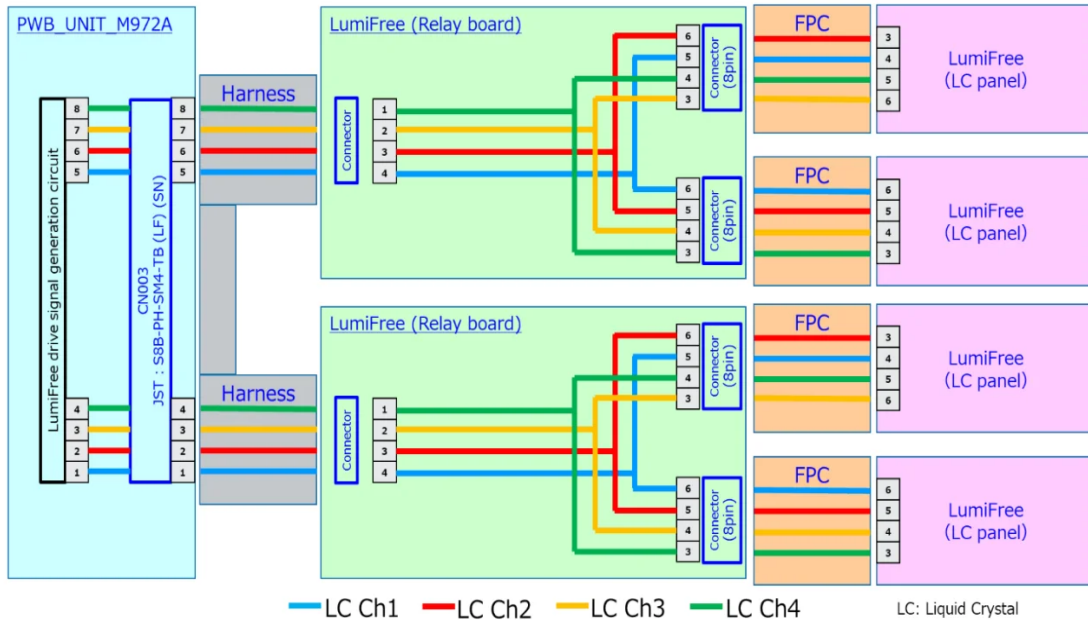 PWB_UNIT_M972A
LumiFree drive signal generation circuit
8
7
6
5
4
3
2
1
CN003
JST : S8B-PH-SM4-TB (LF) (SN)
8
7
6
5
4
3
2
1
Harness
Harness
LumiFree (Relay board)
Connector
1
2
3
4
6
5
4
3
Connector
(8pin)
6
5
4
3
Connector
(8pin)
FPC
3
4
5
6
LumiFree
(LC panel)
FPC
6
5
4
3
LumiFree
(LC panel)
LumiFree (Relay board)
Connector
1
2
3
4
6
5
4
3
Connector
(8pin)
6
5
4
3
Connector
(8pin)
FPC
3
4
5
6
LumiFree
(LC panel)
FPC
6
5
4
3
LumiFree
(LC panel)
LC Ch1
LC Ch2
LC Ch3
LC Ch4
LC: Liquid Crystal